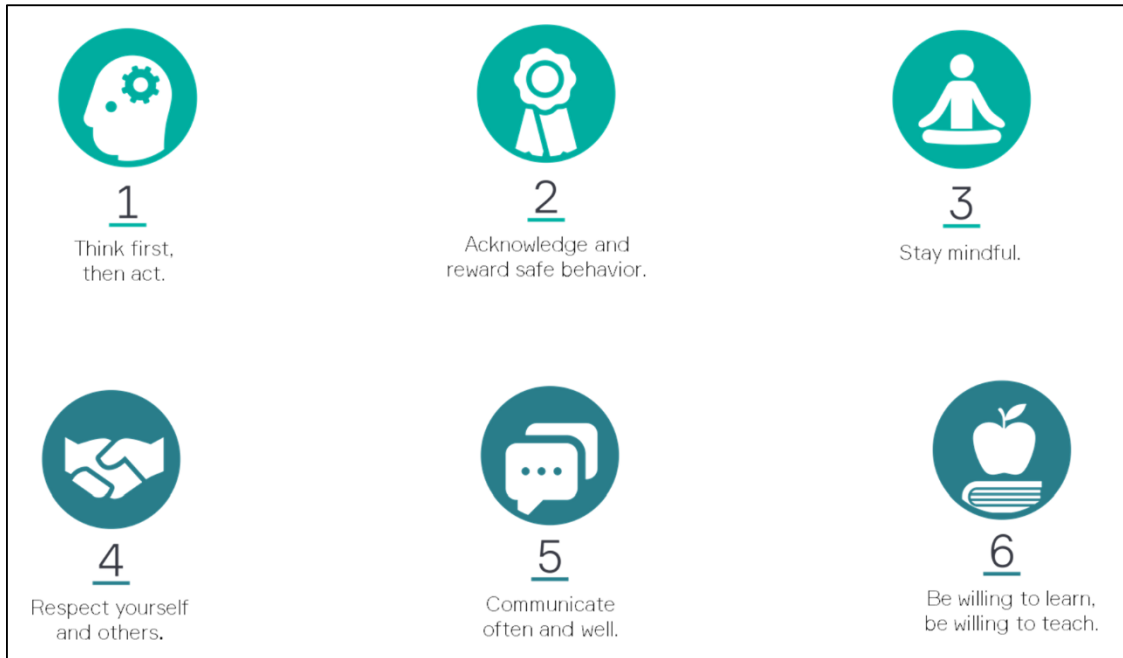 1
Think first,
then act.
2
Acknowledge and
reward safe behavior.
3
Stay mindful.
4
Respect yourself
and others.
5
Communicate
often and well.
6
Be willing to learn,
be willing to teach.